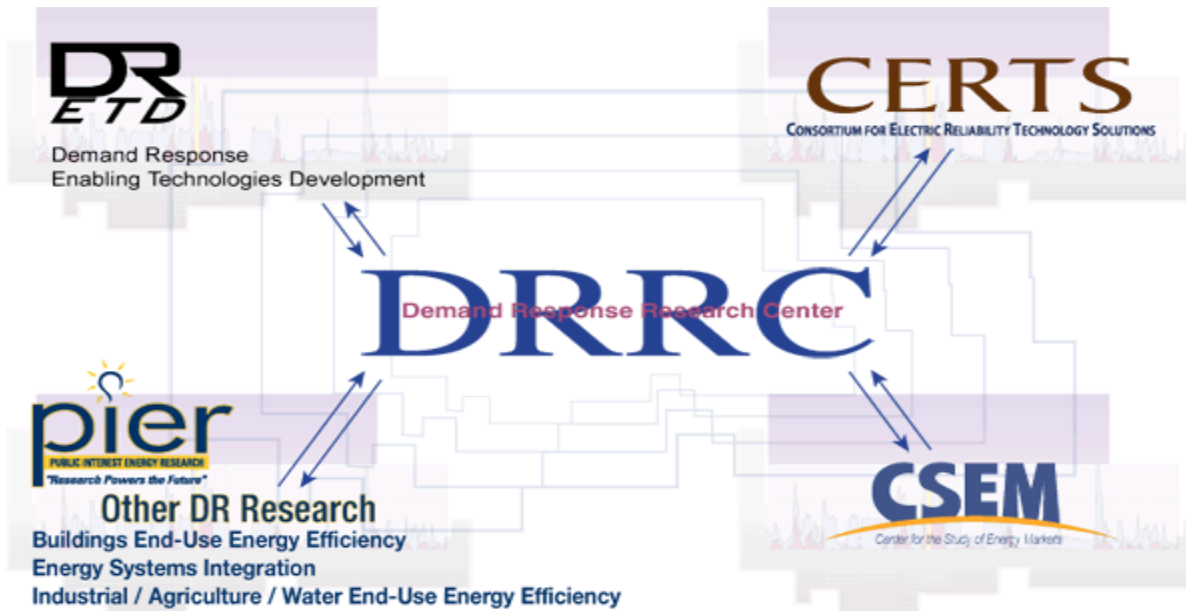 DR
ETD
Demand Response
Enabling Technologies Development
CERTS
CONSORTIUM FOR ELECTRIC RELIABILITY TECHNOLOGY SOLUTIONS
DRRC
Demand Response Research Center
pier
PUBLIC INTEREST ENERGY RESEARCH
"Research Powers the Future"
Other DR Research
Buildings End-Use Energy Efficiency
Energy Systems Integration
Industrial / Agriculture / Water End-Use Energy Efficiency
CSEM
Center for the Study of Energy Markets